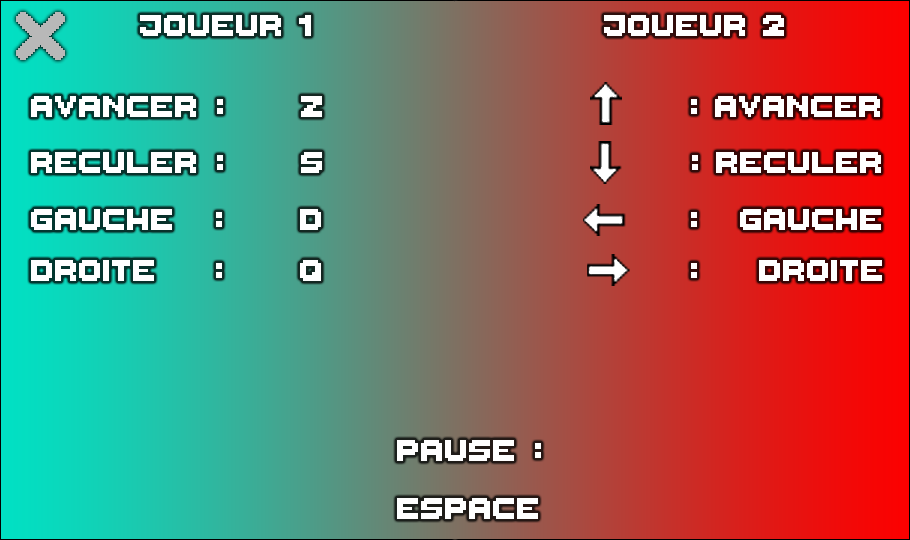 JOUEUR 1
AVANCER : Z
RECULER : S
GAUCHE : D
DROITE : Q
JOUEUR 2
↑ : AVANCER
↓ : RECULER
← : GAUCHE
→ : DROITE
PAUSE :
ESPACE